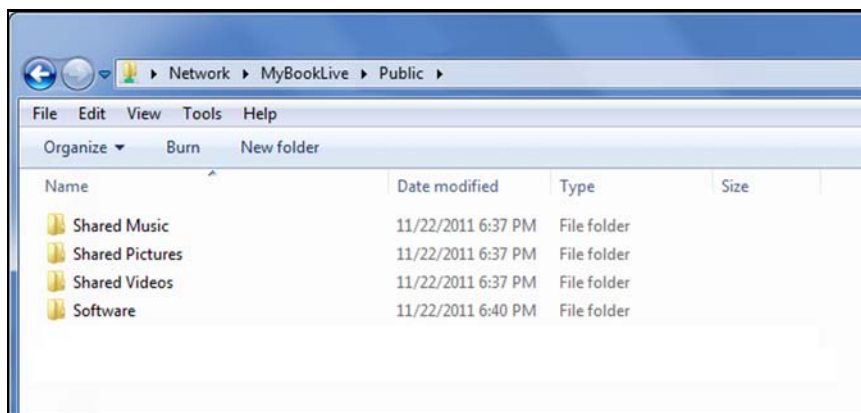 Network MyBookLive Public
File Edit View Tools Help
Organize Burn New folder
Name Date modified Type Size
Shared Music 11/22/2011 6:37 PM File folder
Shared Pictures 11/22/2011 6:37 PM File folder
Shared Videos 11/22/2011 6:37 PM File folder
Software 11/22/2011 6:40 PM File folder